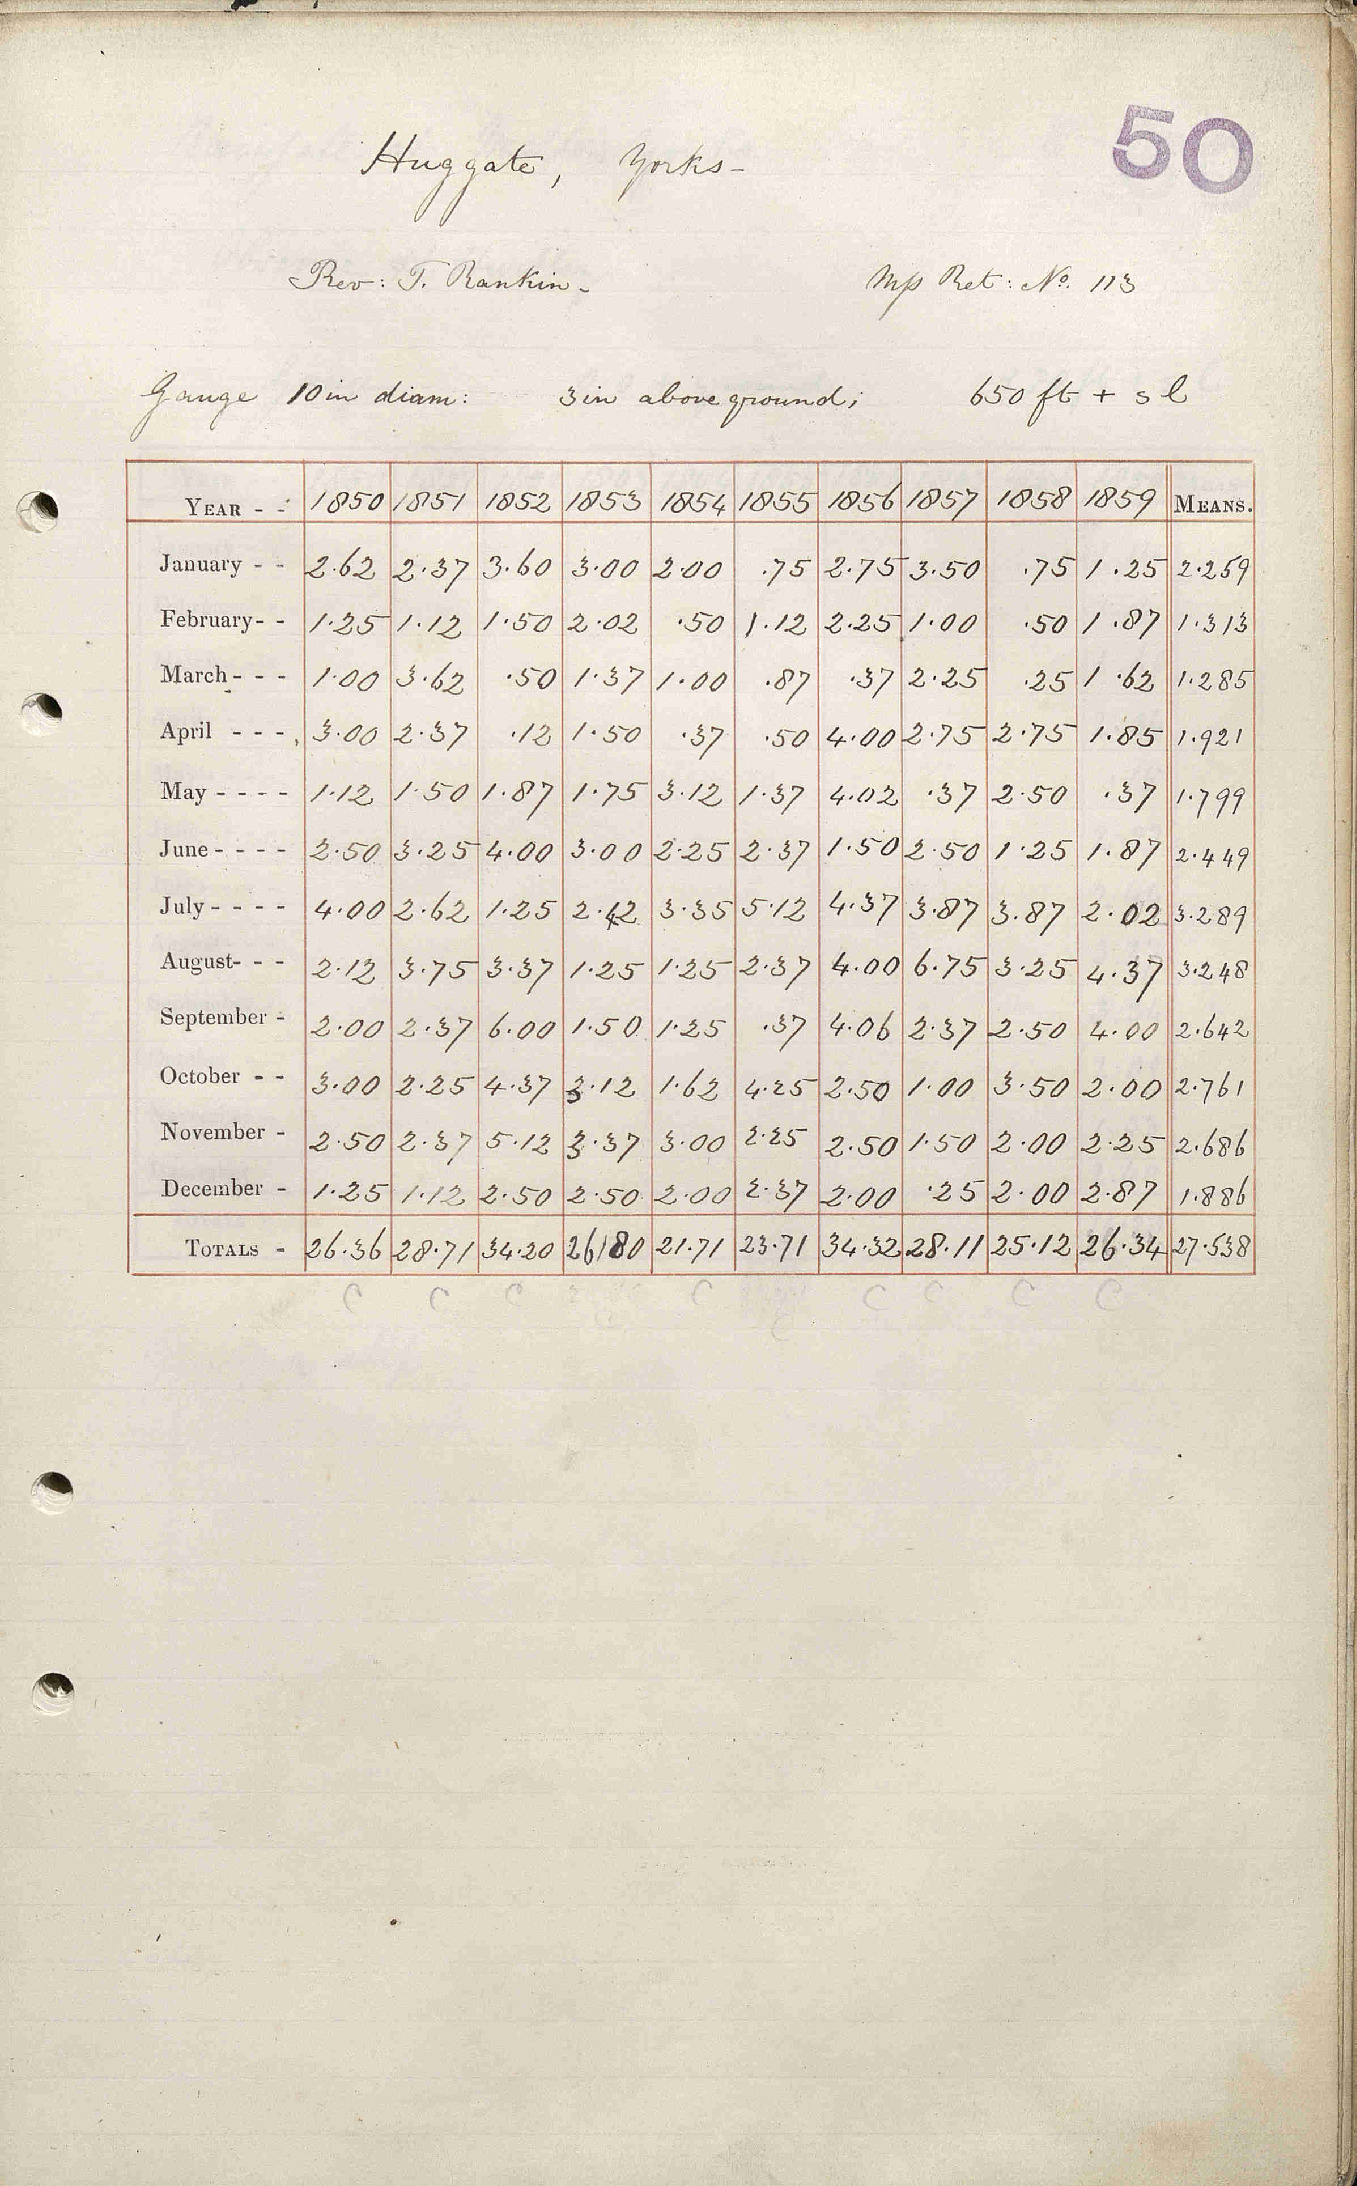 50
Huggate, Yorks-
Rev: T. Rankin- Mp Ret: No. 113
Gauge 10 in diam: 3 in above ground; 650 ft + s l
YEAR - - 1850 1851 1852 1853 1854 1855 1856 1857 1858 1859 MEANS.
January - - 2.62 2.37 3.60 3.00 2.00 .75 2.75 3.50 .75 1.25 2.259
February- - 1.25 1.12 1.50 2.02 .50 1.12 2.25 1.00 .50 1.87 1.313
March- - - 1.00 3.62 .50 1.37 1.00 .87 .37 2.25 .25 1.62 1.285
April - - - 3.00 2.37 .12 1.50 .37 .50 4.00 2.75 2.75 1.85 1.921
May - - - - 1.12 1.50 1.87 1.75 3.12 1.37 4.02 .37 2.50 .37 1.799
June - - - - 2.50 3.25 4.00 3.00 2.25 2.37 1.50 2.50 1.25 1.87 2.449
July - - - - 4.00 2.62 1.25 2.42 3.35 5.12 4.37 3.87 3.87 2.02 3.289
August- - - 2.12 3.75 3.37 1.25 1.25 2.37 4.00 6.75 3.25 4.37 3.248
September - 2.00 2.37 6.00 1.50 1.25 .37 4.06 2.37 2.50 4.00 2.642
October - - 3.00 2.25 4.37 3.12 1.62 4.25 2.50 1.00 3.50 2.00 2.761
November - 2.50 2.37 5.12 3.37 3.00 2.25 2.50 1.50 2.00 2.25 2.686
December - 1.25 1.12 2.50 2.50 2.00 2.37 2.00 .25 2.00 2.87 1.886
TOTALS - 26.36 28.71 34.20 26.80 21.71 23.71 34.32 28.11 25.12 26.34 27.538
C C C C C C C C